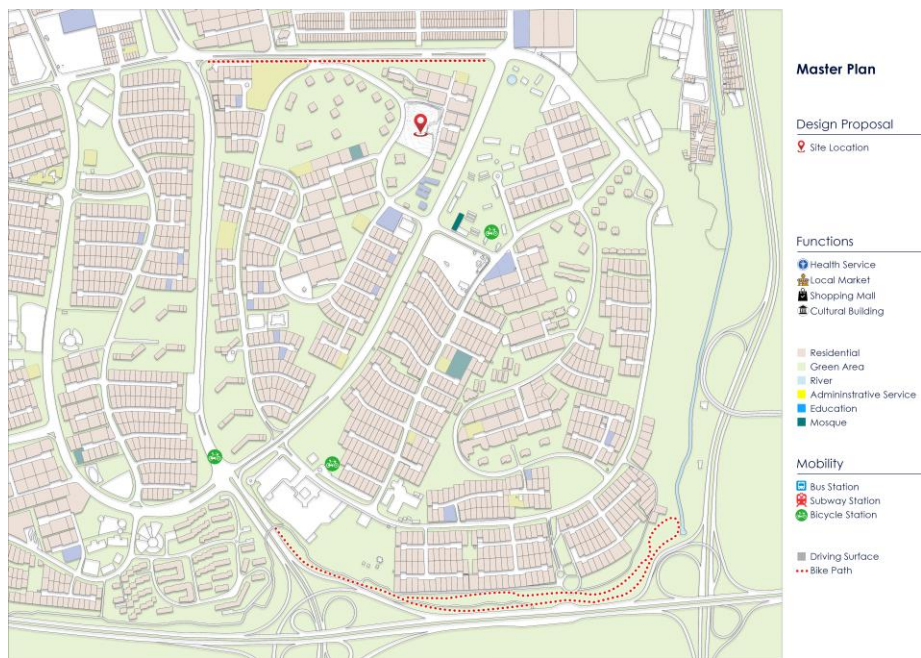 Master Plan
Design Proposal
Site Location
Functions
Health Service
Local Market
Shopping Mall
Cultural Building
Residential
Green Area
River
Admininstrative Service
Education
Mosque
Mobility
Bus Station
Subway Station
Bicycle Station
Driving Surface
Bike Path